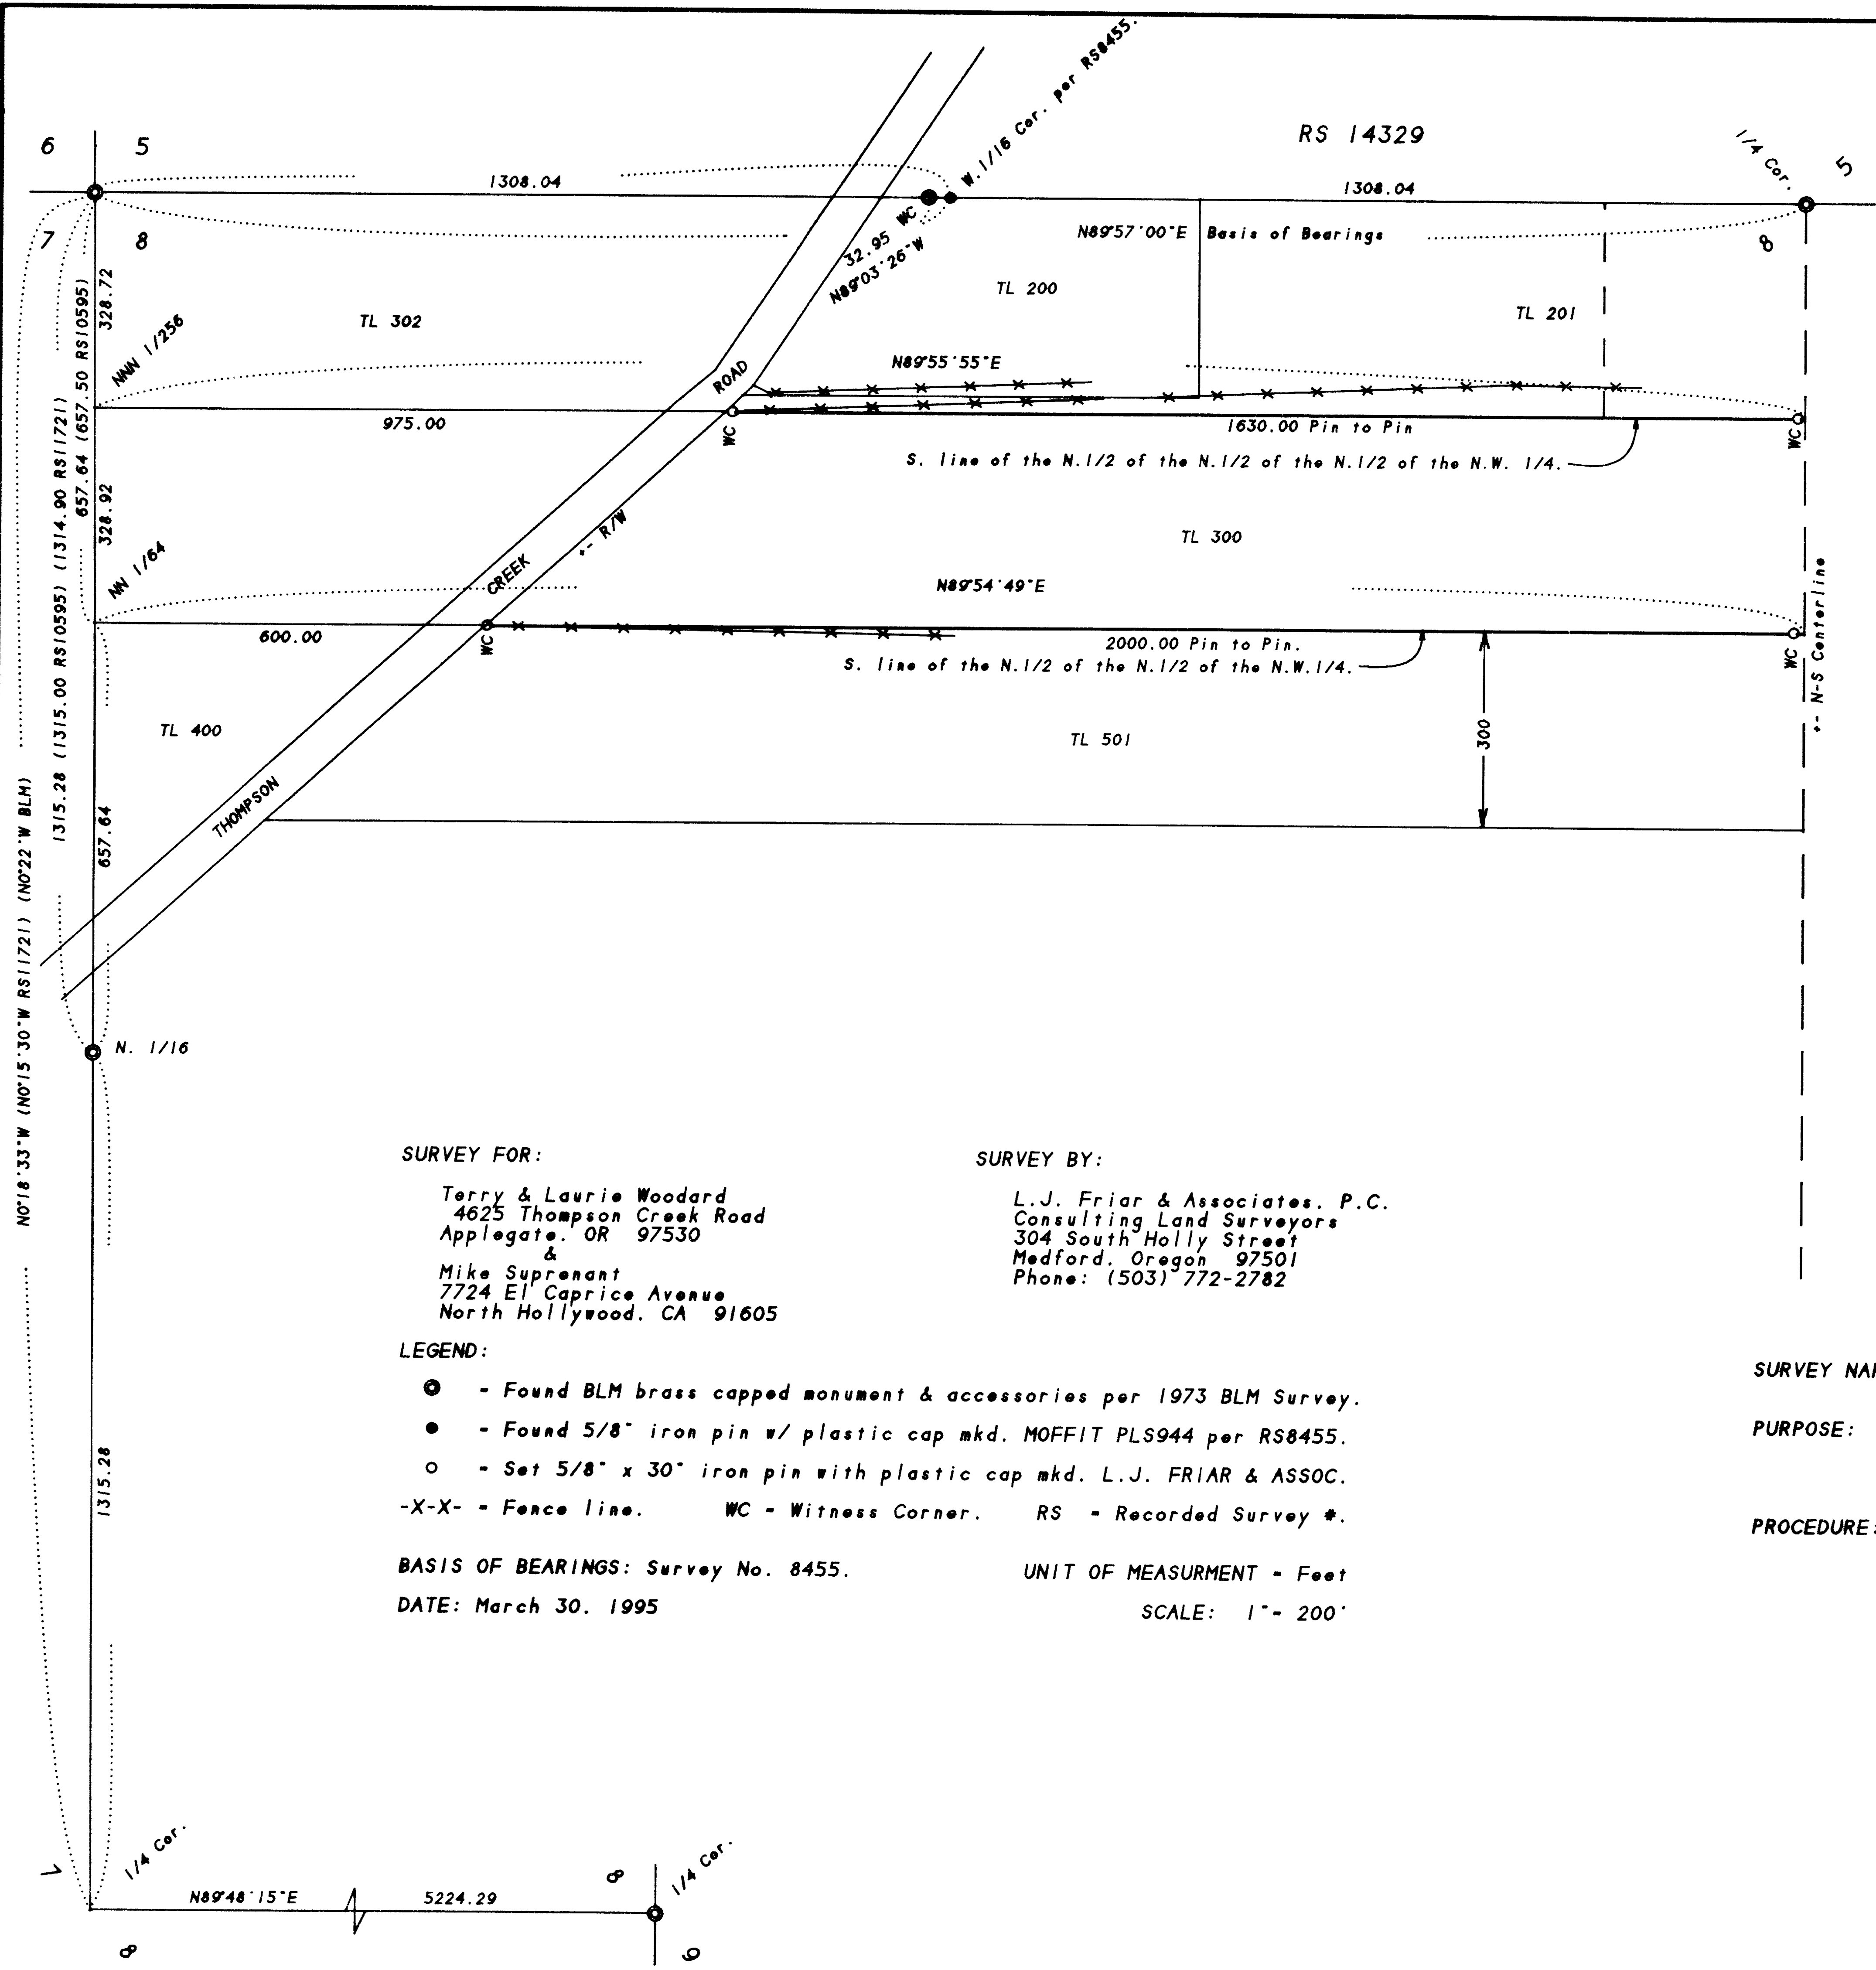 W.1/16 Cor. per RS8455.
RS 14329
1/4 Cor.
6
5
5
1308.04
1308.04
7
8
8
32.95 WC
N89°03'26"W
N89°57'00"E Basis of Bearings
328.72
TL 302
TL 200
TL 201
NNN 1/256
ROAD
N89°55'55"E
975.00
WC
1630.00 Pin to Pin
WC
S. line of the N.1/2 of the N.1/2 of the N.1/2 of the N.W. 1/4.
657.64 (657.50 RS10595)
1315.28 (1315.00 RS10595) (1314.90 RS11721)
328.92
+- R/W
TL 300
NN 1/64
CREEK
N89°54'49"E
+- N-S Centerline
600.00
WC
2000.00 Pin to Pin.
WC
S. line of the N.1/2 of the N.1/2 of the N.W.1/4.
TL 400
TL 501
300
THOMPSON
657.64
N0°18'33"W (N0°15'30"W RS11721) (N0°22'W BLM)
N. 1/16
SURVEY FOR:
Terry & Laurie Woodard
4625 Thompson Creek Road
Applegate. OR 97530
&
Mike Suprenant
7724 El Caprice Avenue
North Hollywood. CA 91605
SURVEY BY:
L.J. Friar & Associates. P.C.
Consulting Land Surveyors
304 South Holly Street
Medford. Oregon 97501
Phone: (503) 772-2782
LEGEND:
- Found BLM brass capped monument & accessories per 1973 BLM Survey.
- Found 5/8" iron pin w/ plastic cap mkd. MOFFIT PLS944 per RS8455.
- Set 5/8" x 30" iron pin with plastic cap mkd. L.J. FRIAR & ASSOC.
-X-X- - Fence line. WC - Witness Corner. RS - Recorded Survey #.
BASIS OF BEARINGS: Survey No. 8455. UNIT OF MEASURMENT - Feet
DATE: March 30. 1995 SCALE: 1"- 200'
SURVEY NAR
PURPOSE:
PROCEDURE:
1315.28
7
1/4 Cor.
N89°48'15"E
5224.29
8
1/4 Cor.
8
9